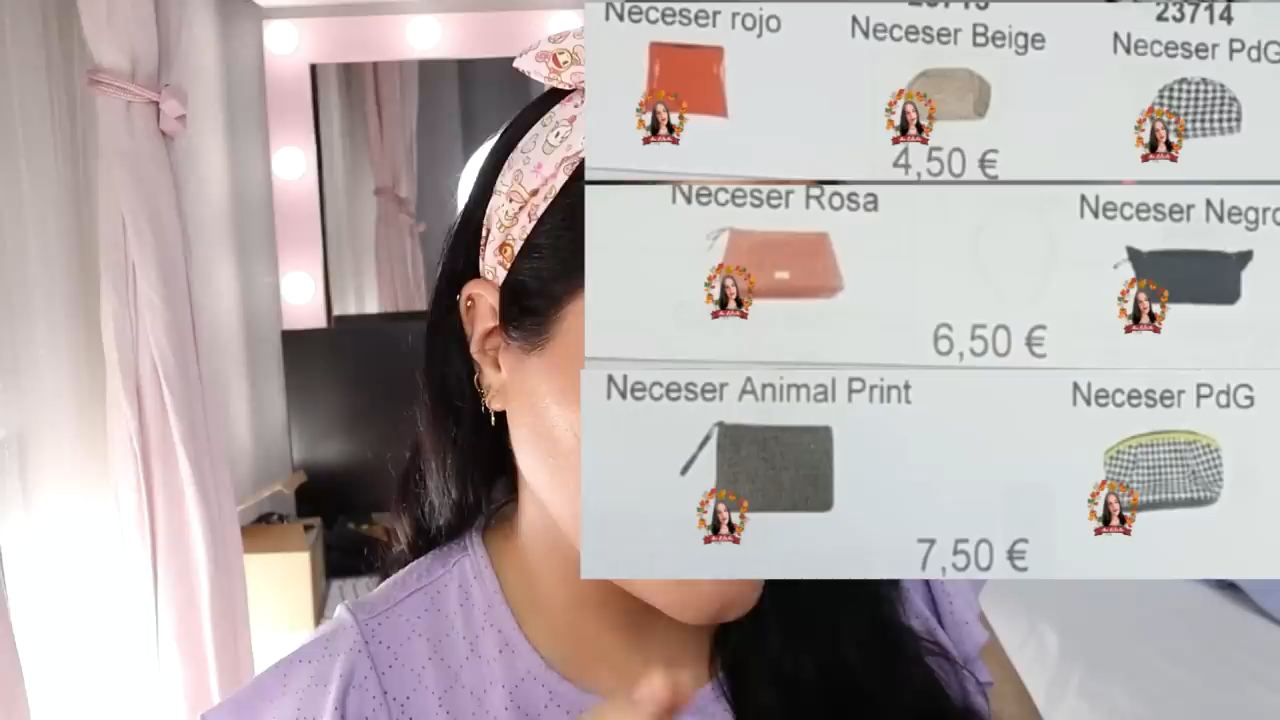 Neceser rojo
Neceser Beige
23714
Neceser PdG
4,50 €
Neceser Rosa
Neceser Negro
6,50 €
Neceser Animal Print
Neceser PdG
7,50 €